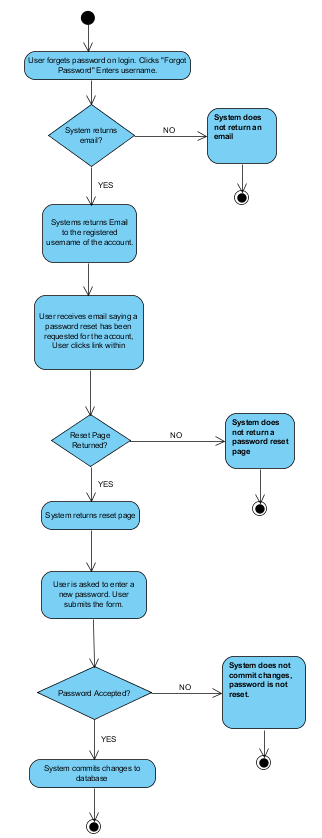 User forgets password on login. Clicks "Forgot
Password" Enters username.
System returns
email?
NO
System does
not return an
email
YES
Systems returns Email
to the registered
username of the account.
User receives email saying a
password reset has been
requested for the account,
User clicks link within
Reset Page
Returned?
NO
System does
not return a
password reset
page
YES
System returns reset page
User is asked to enter a
new password. User
submits the form.
Password Accepted?
NO
System does not
commit changes,
password is not
reset.
YES
System commits changes to
database